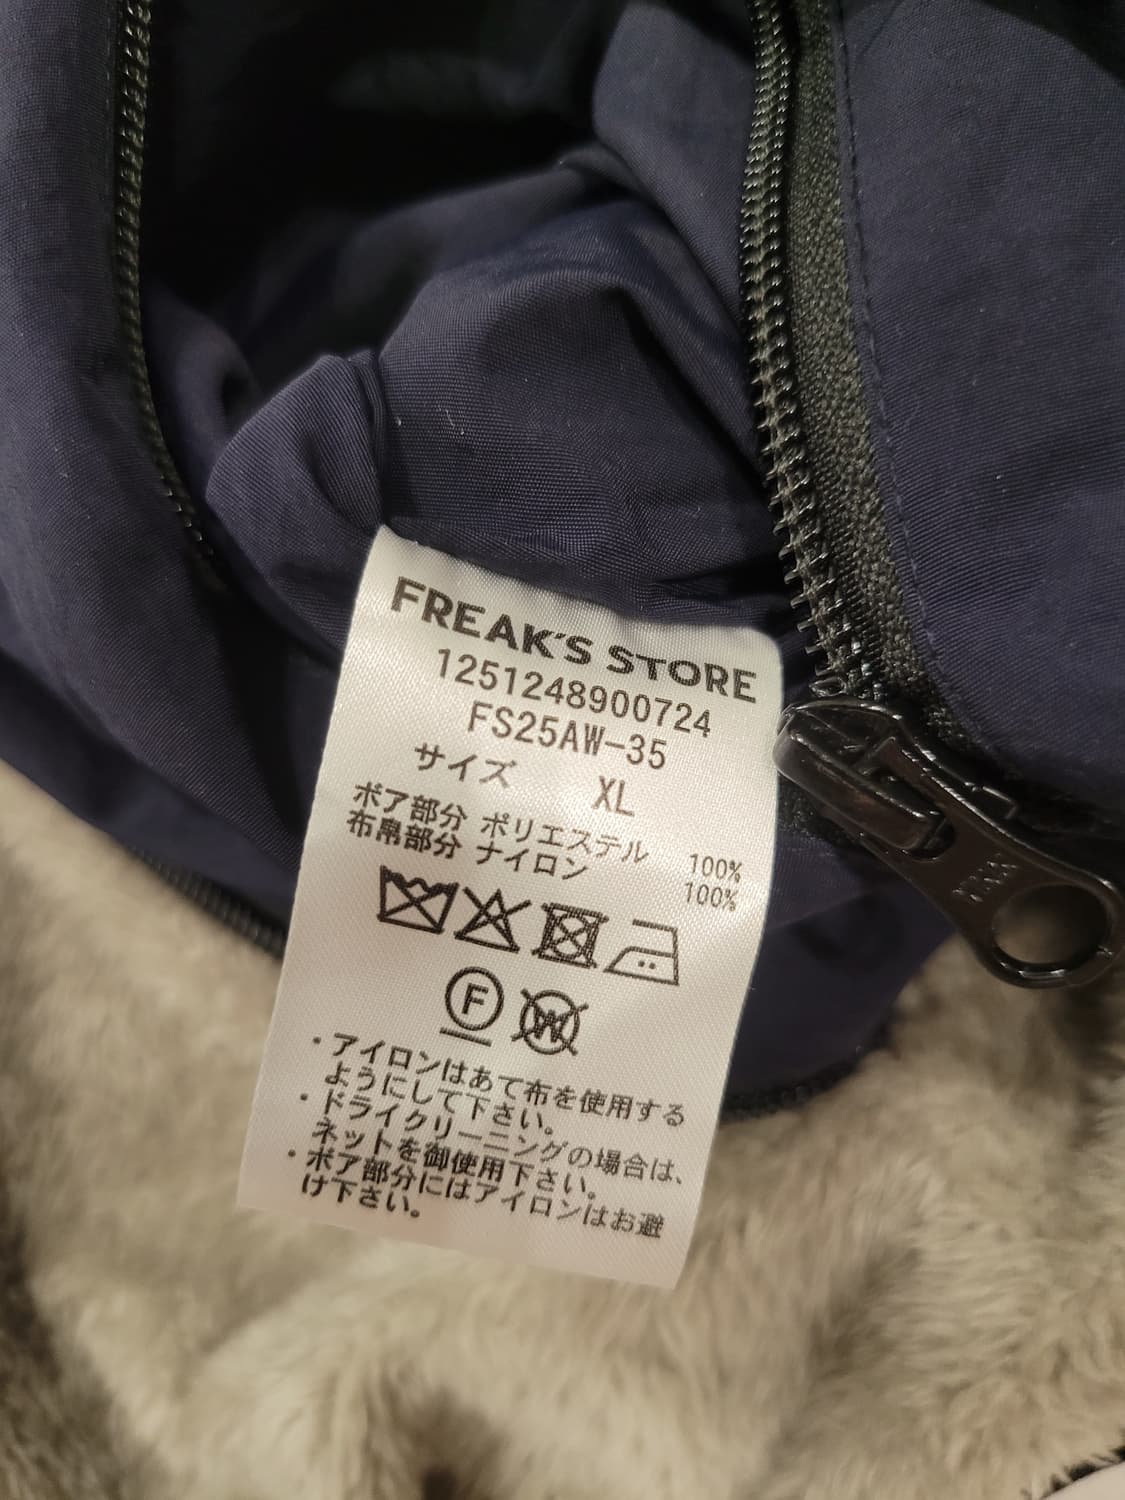 FREAK'S STORE
1251248900724
FS25AW-35
サイズ XL
ボア部分 ポリエステル 100%
布帛部分 ナイロン 100%
F W
・アイロンはあて布を使用する
ようにして下さい。
・ドライクリーニングの場合は、
ネットを御使用下さい。
・ボア部分にはアイロンはお避
け下さい。